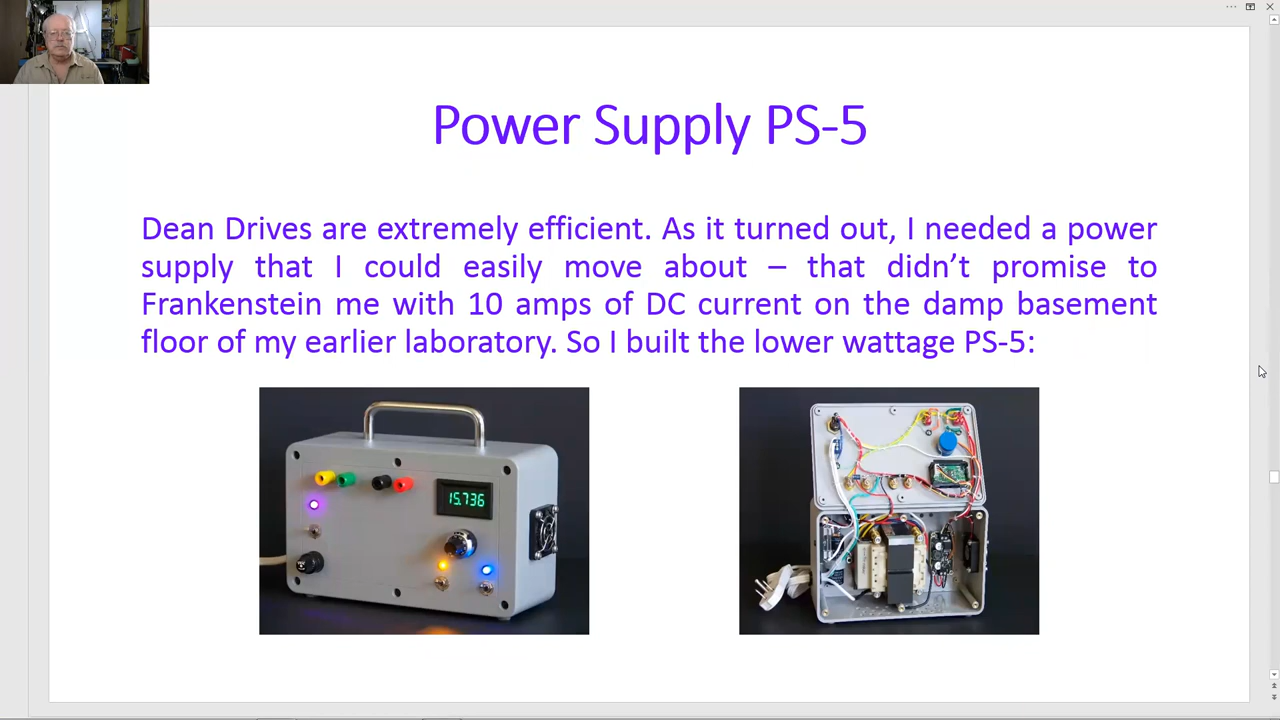 Power Supply PS-5
Dean Drives are extremely efficient. As it turned out, I needed a power
supply that I could easily move about – that didn’t promise to
Frankenstein me with 10 amps of DC current on the damp basement
floor of my earlier laboratory. So I built the lower wattage PS-5:
15.736